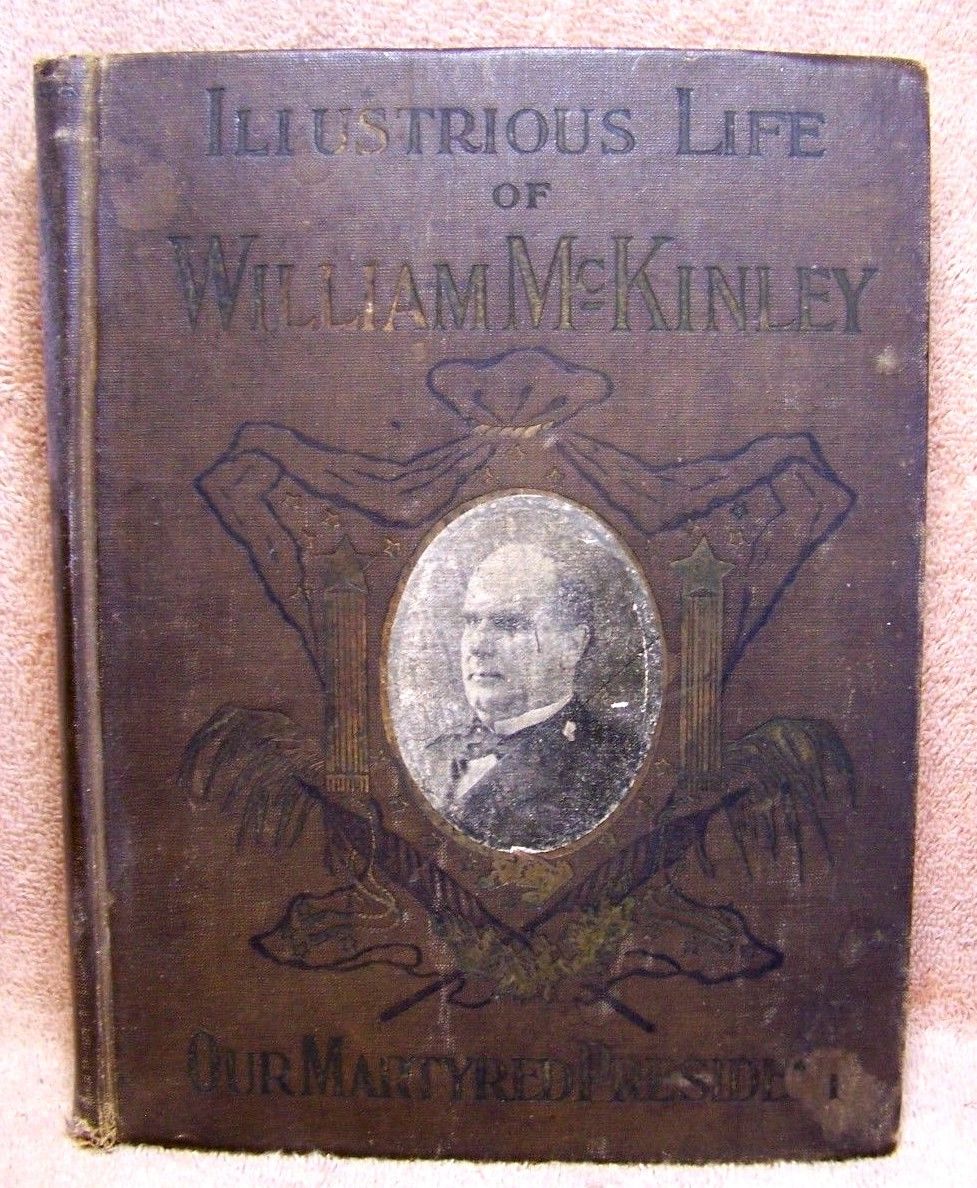 ILLUSTRIOUS LIFE
OF
WILLIAM McKINLEY
OUR MARTYRED PRESIDENT